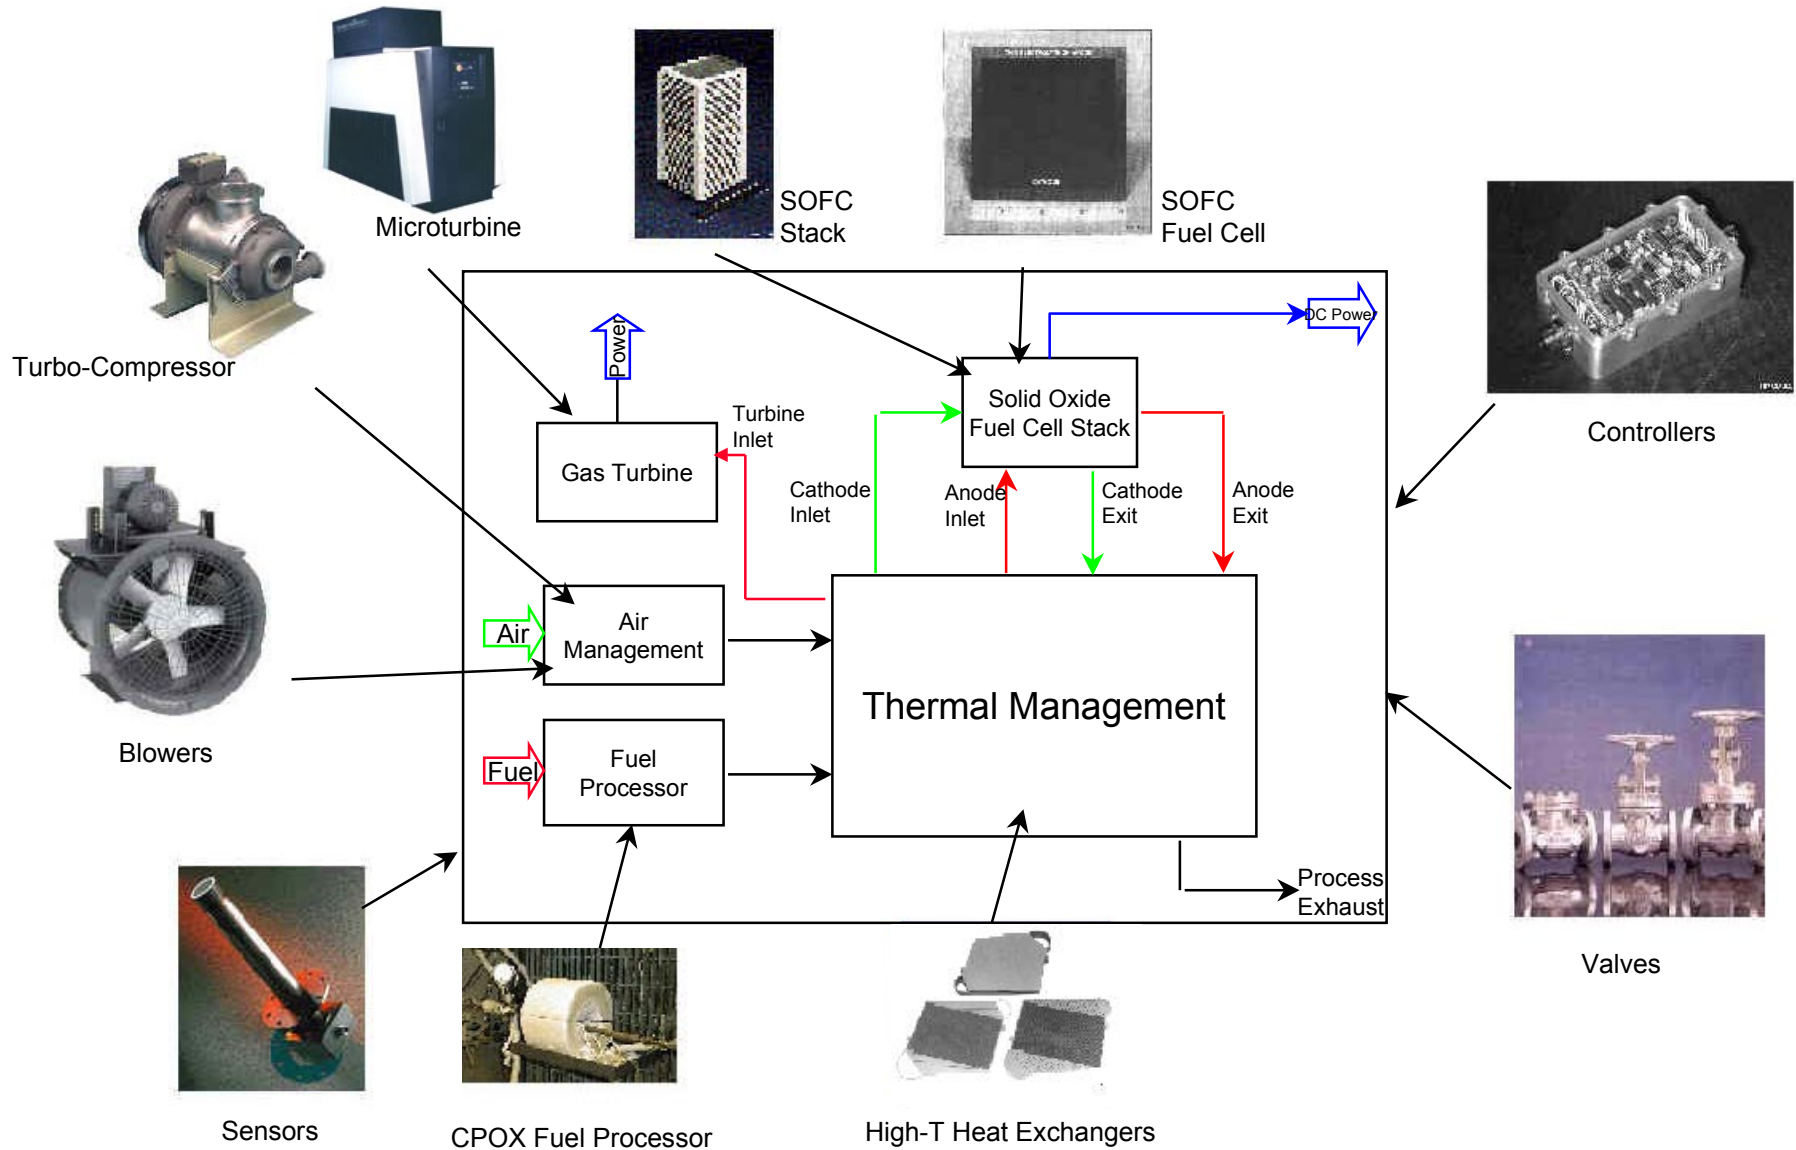 Microturbine
SOFC
Stack
SOFC
Fuel Cell
Turbo-Compressor
Controllers
Power
DC Power
Turbine
Inlet
Solid Oxide
Fuel Cell Stack
Gas Turbine
Cathode
Inlet
Anode
Inlet
Cathode
Exit
Anode
Exit
Air
Air
Management
Thermal Management
Blowers
Fuel
Fuel
Processor
Process
Exhaust
Valves
Sensors
CPOX Fuel Processor
High-T Heat Exchangers